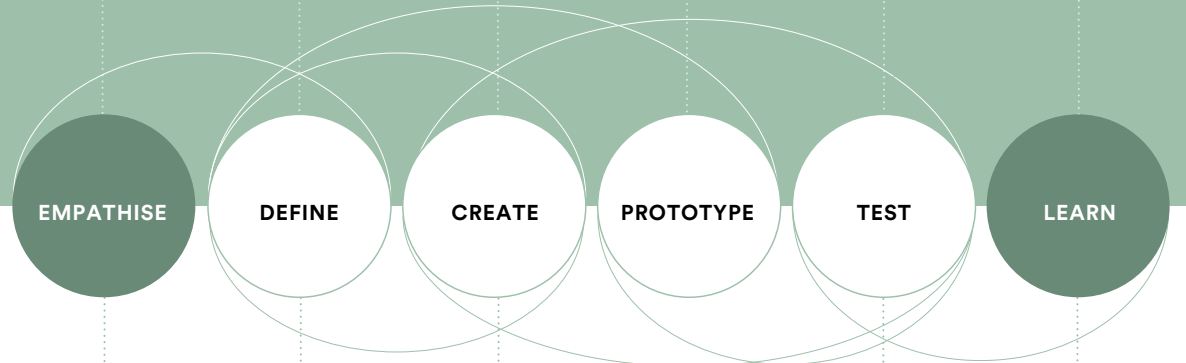 EMPATHISE
DEFINE
CREATE
PROTOTYPE
TEST
LEARN